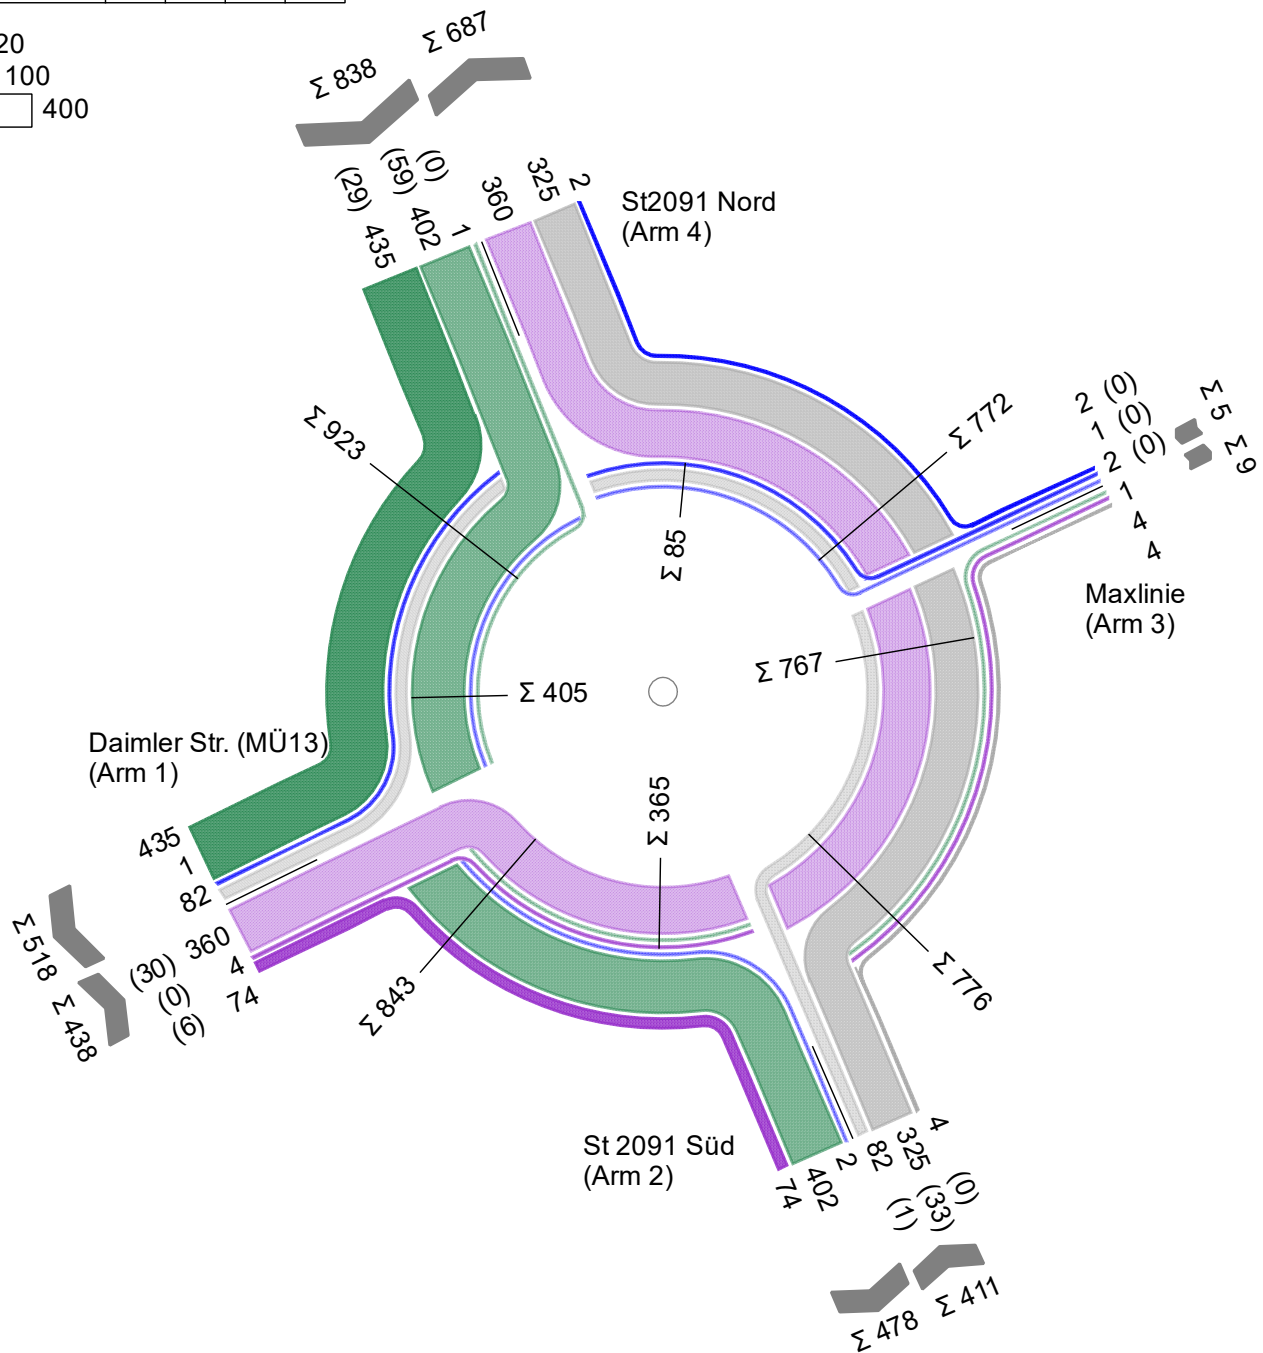 20
100
400
Σ 838
Σ 687
(29)
(59)
(0)
435
402
1
360
325
2
St2091 Nord
(Arm 4)
Σ 923
Σ 772
Σ 85
2 (0)
1 (0)
2 (0)
Σ 5
Σ 9
1
4
4
Maxlinie
(Arm 3)
Σ 767
Σ 405
Daimler Str. (MÜ13)
(Arm 1)
Σ 365
435
1
82
360
4
74
(30)
(0)
(6)
Σ 518
Σ 438
Σ 843
Σ 776
St 2091 Süd
(Arm 2)
74
402
2
82
325
4
(1)
(33)
(0)
Σ 478
Σ 411